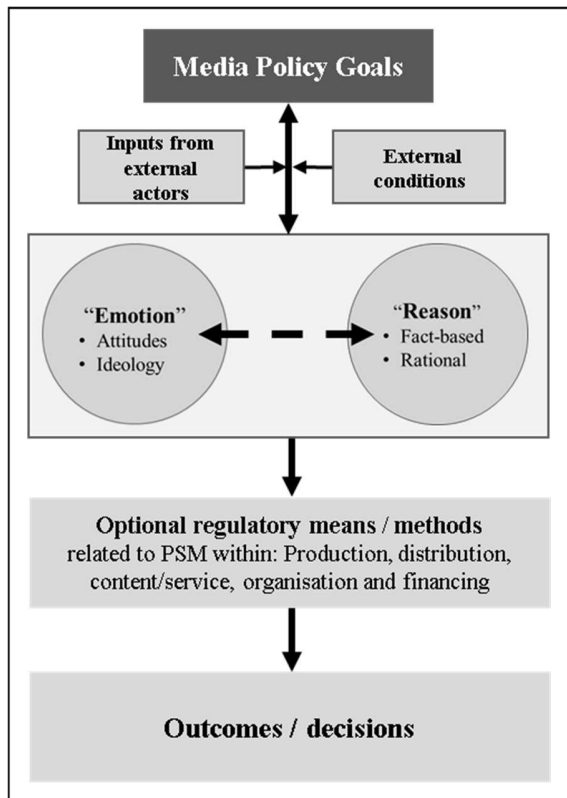 Media Policy Goals
Inputs from
external
actors
External
conditions
“Emotion”
• Attitudes
• Ideology
“Reason”
• Fact-based
• Rational
Optional regulatory means / methods
related to PSM within: Production, distribution,
content/service, organisation and financing
Outcomes / decisions